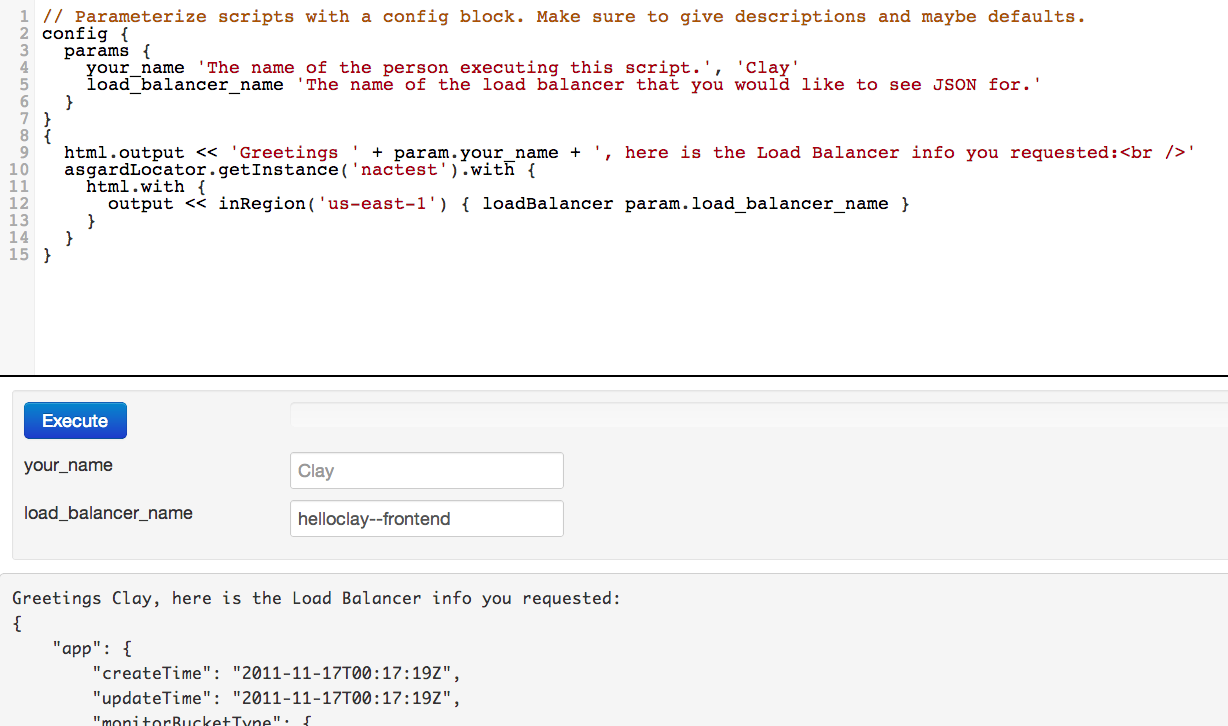 1 // Parameterize scripts with a config block. Make sure to give descriptions and maybe defaults.
2 config {
3   params {
4     your_name 'The name of the person executing this script.', 'Clay'
5     load_balancer_name 'The name of the load balancer that you would like to see JSON for.'
6   }
7 }
8 {
9   html.output << 'Greetings ' + param.your_name + ', here is the Load Balancer info you requested:<br />'
10   asgardLocator.getInstance('nactest').with {
11     html.with {
12       output << inRegion('us-east-1') { loadBalancer param.load_balancer_name }
13     }
14   }
15 }
Execute
your_name Clay
load_balancer_name helloclay--frontend
Greetings Clay, here is the Load Balancer info you requested:
{
    "app": {
        "createTime": "2011-11-17T00:17:19Z",
        "updateTime": "2011-11-17T00:17:19Z",
        "monitorBucketType": {